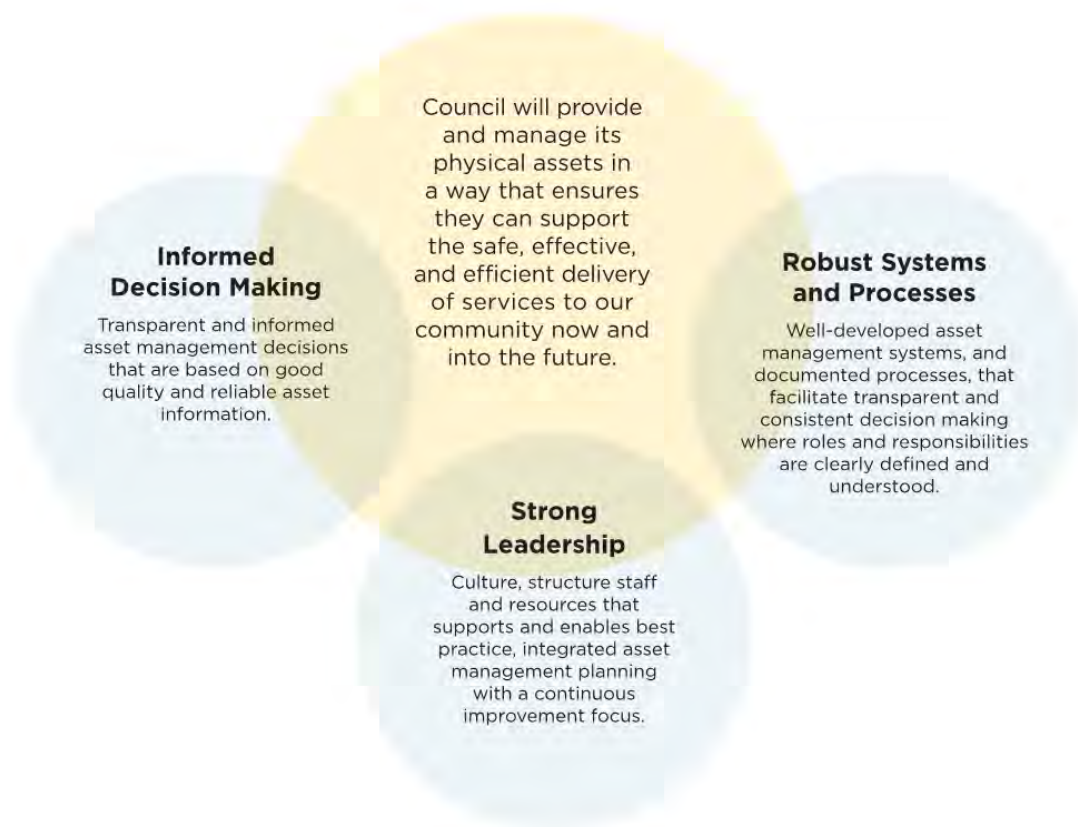 Council will provide
and manage its
physical assets in
a way that ensures
they can support
the safe, effective,
and efficient delivery
of services to our
community now and
into the future.
Informed
Decision Making
Transparent and informed
asset management decisions
that are based on good
quality and reliable asset
information.
Robust Systems
and Processes
Well-developed asset
management systems, and
documented processes, that
facilitate transparent and
consistent decision making
where roles and responsibilities
are clearly defined and
understood.
Strong
Leadership
Culture, structure staff
and resources that
supports and enables best
practice, integrated asset
management planning
with a continuous
improvement focus.